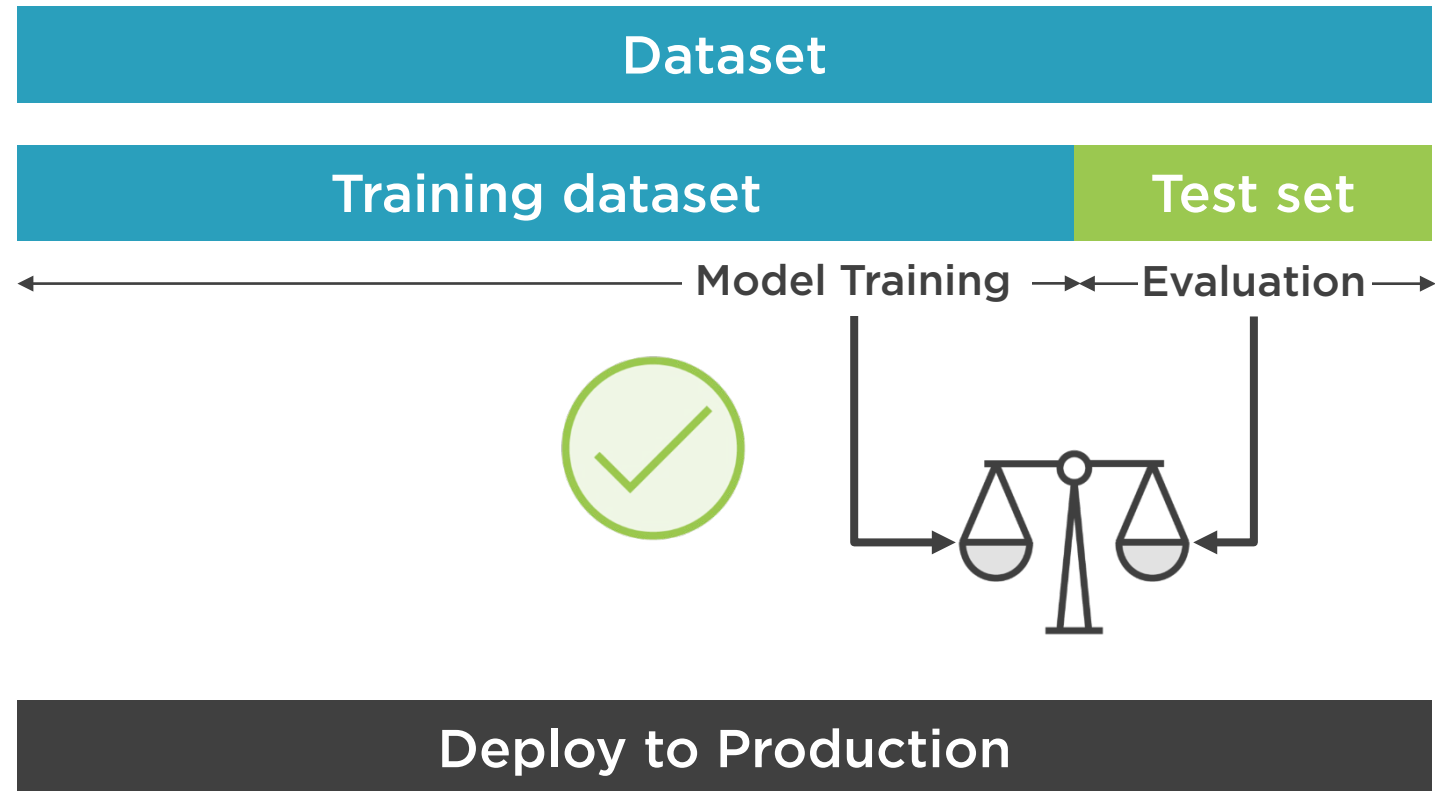 Dataset
Training dataset
Test set
Model Training
Evaluation
Deploy to Production